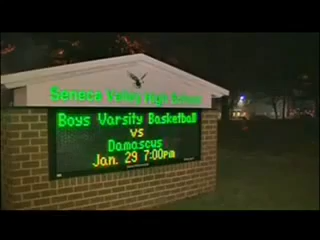 Seneca Valley High School
Boys Varsity Basketball
vs
Damascus
Jan. 29 7:00pm